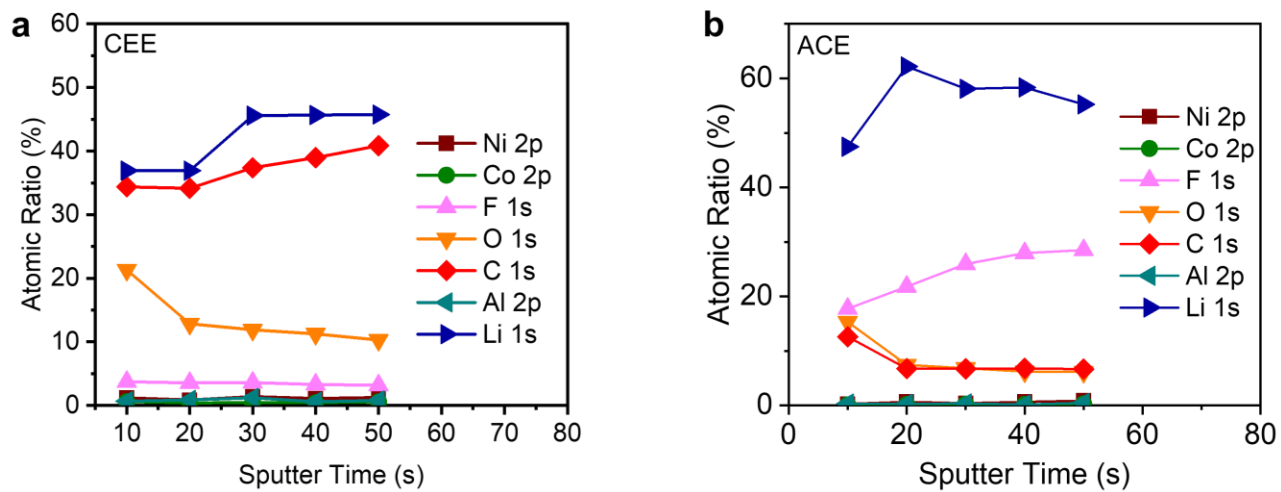 a
CEE
Atomic Ratio (%)
60
50
40
30
20
10
0
10 20 30 40 50 60 70 80
Sputter Time (s)
Ni 2p
Co 2p
F 1s
O 1s
C 1s
Al 2p
Li 1s
b
ACE
Atomic Ratio (%)
60
40
20
0
0 20 40 60 80
Sputter Time (s)
Ni 2p
Co 2p
F 1s
O 1s
C 1s
Al 2p
Li 1s